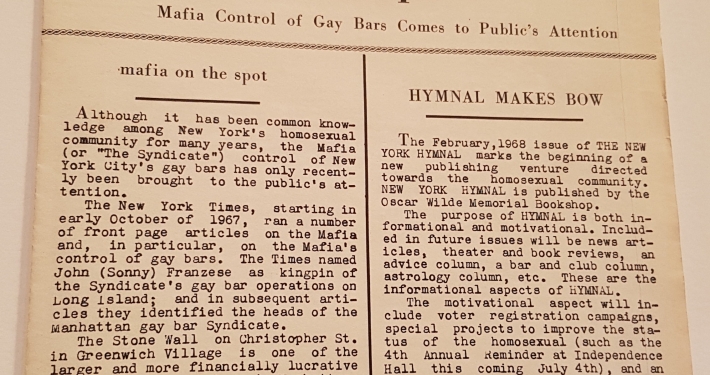 Mafia Control of Gay Bars Comes to Public's Attention
mafia on the spot
Although it has been common know-
ledge among New York's homosexual
community for many years, the Mafia
(or "The Syndicate") control of New
York City's gay bars has only recent-
ly been brought to the public's at-
tention.
The New York Times, starting in
early October of 1967, ran a number
of front page articles on the Mafia
and, in particular, on the Mafia's
control of gay bars. The Times named
John (Sonny) Franzese as kingpin of
the Syndicate's gay bar operations on
Long Island; and in subsequent arti-
cles they identified the heads of the
Manhattan gay bar Syndicate.
The Stone Wall on Christopher St.
in Greenwich Village is one of the
larger and more financially lucrative
HYMNAL MAKES BOW
The February,1968 issue of THE NEW
YORK HYMNAL marks the beginning of a
new publishing venture directed
towards the homosexual community.
NEW YORK HYMNAL is published by the
Oscar Wilde Memorial Bookshop.
The purpose of HYMNAL is both in-
formational and motivational. Includ-
ed in future issues will be news art-
icles, theater and book reviews, an
advice column, a bar and club column,
astrology column, etc. These are the
informational aspects of HYMNAL.
The motivational aspect will in-
clude voter registration campaigns,
special projects to improve the sta-
tus of the homosexual (such as the
4th Annual Reminder at Independence
Hall this coming July 4th), and an